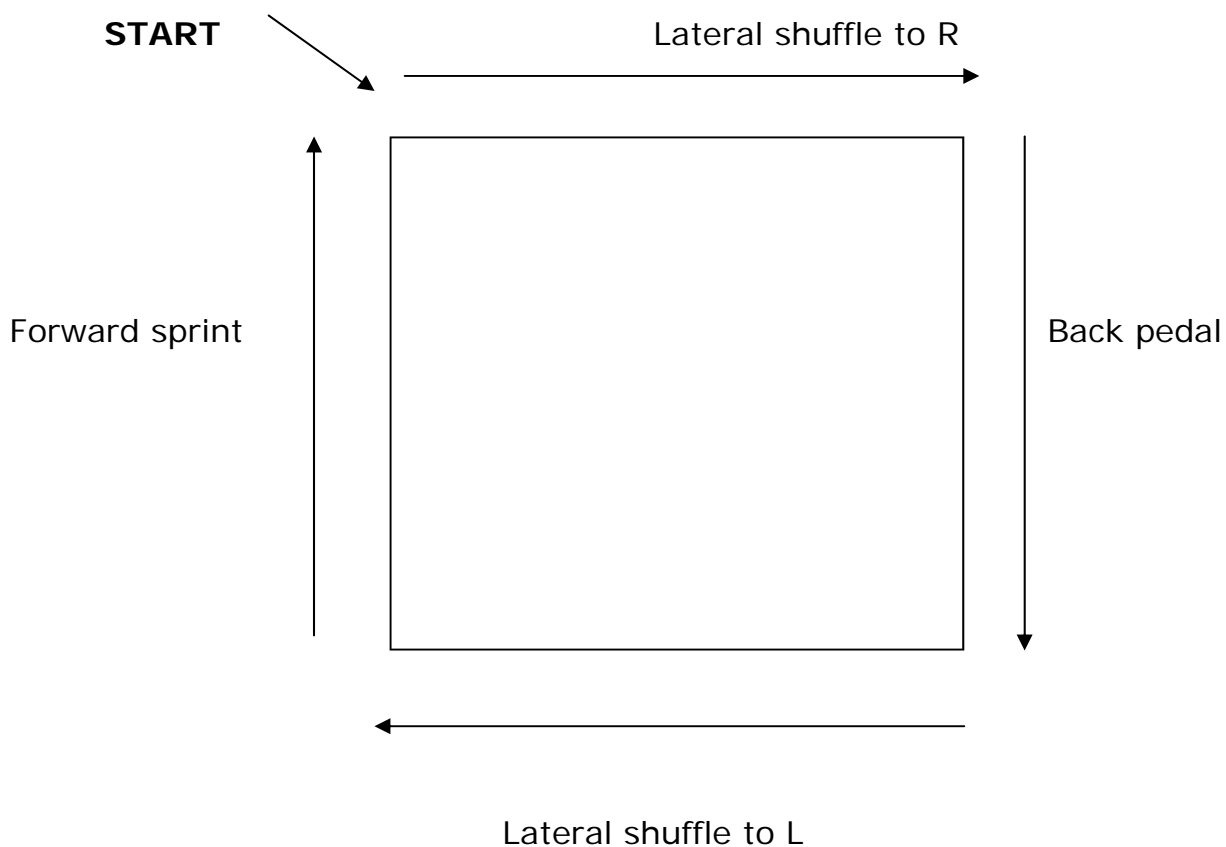 START
Lateral shuffle to R
Forward sprint
Back pedal
Lateral shuffle to L